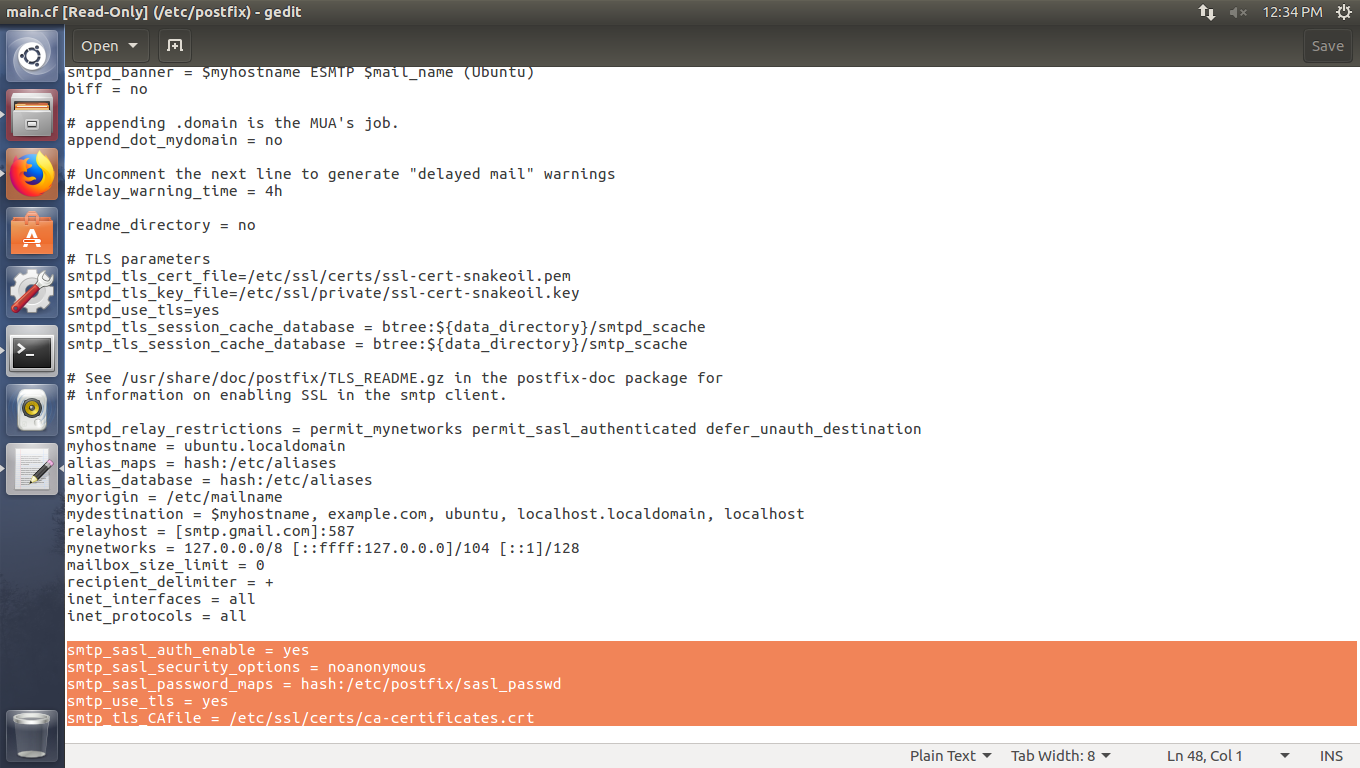 main.cf [Read-Only] (/etc/postfix) - gedit
12:34 PM
Open
Save
smtpd_banner = $myhostname ESMTP $mail_name (Ubuntu)
biff = no
# appending .domain is the MUA's job.
append_dot_mydomain = no
# Uncomment the next line to generate "delayed mail" warnings
#delay_warning_time = 4h
readme_directory = no
# TLS parameters
smtpd_tls_cert_file=/etc/ssl/certs/ssl-cert-snakeoil.pem
smtpd_tls_key_file=/etc/ssl/private/ssl-cert-snakeoil.key
smtpd_use_tls=yes
smtpd_tls_session_cache_database = btree:${data_directory}/smtpd_scache
smtp_tls_session_cache_database = btree:${data_directory}/smtp_scache
# See /usr/share/doc/postfix/TLS_README.gz in the postfix-doc package for
# information on enabling SSL in the smtp client.
smtpd_relay_restrictions = permit_mynetworks permit_sasl_authenticated defer_unauth_destination
myhostname = ubuntu.localdomain
alias_maps = hash:/etc/aliases
alias_database = hash:/etc/aliases
myorigin = /etc/mailname
mydestination = $myhostname, example.com, ubuntu, localhost.localdomain, localhost
relayhost = [smtp.gmail.com]:587
mynetworks = 127.0.0.0/8 [::ffff:127.0.0.0]/104 [::1]/128
mailbox_size_limit = 0
recipient_delimiter = +
inet_interfaces = all
inet_protocols = all
smtp_sasl_auth_enable = yes
smtp_sasl_security_options = noanonymous
smtp_sasl_password_maps = hash:/etc/postfix/sasl_passwd
smtp_use_tls = yes
smtp_tls_CAfile = /etc/ssl/certs/ca-certificates.crt
Plain Text
Tab Width: 8
Ln 48, Col 1
INS